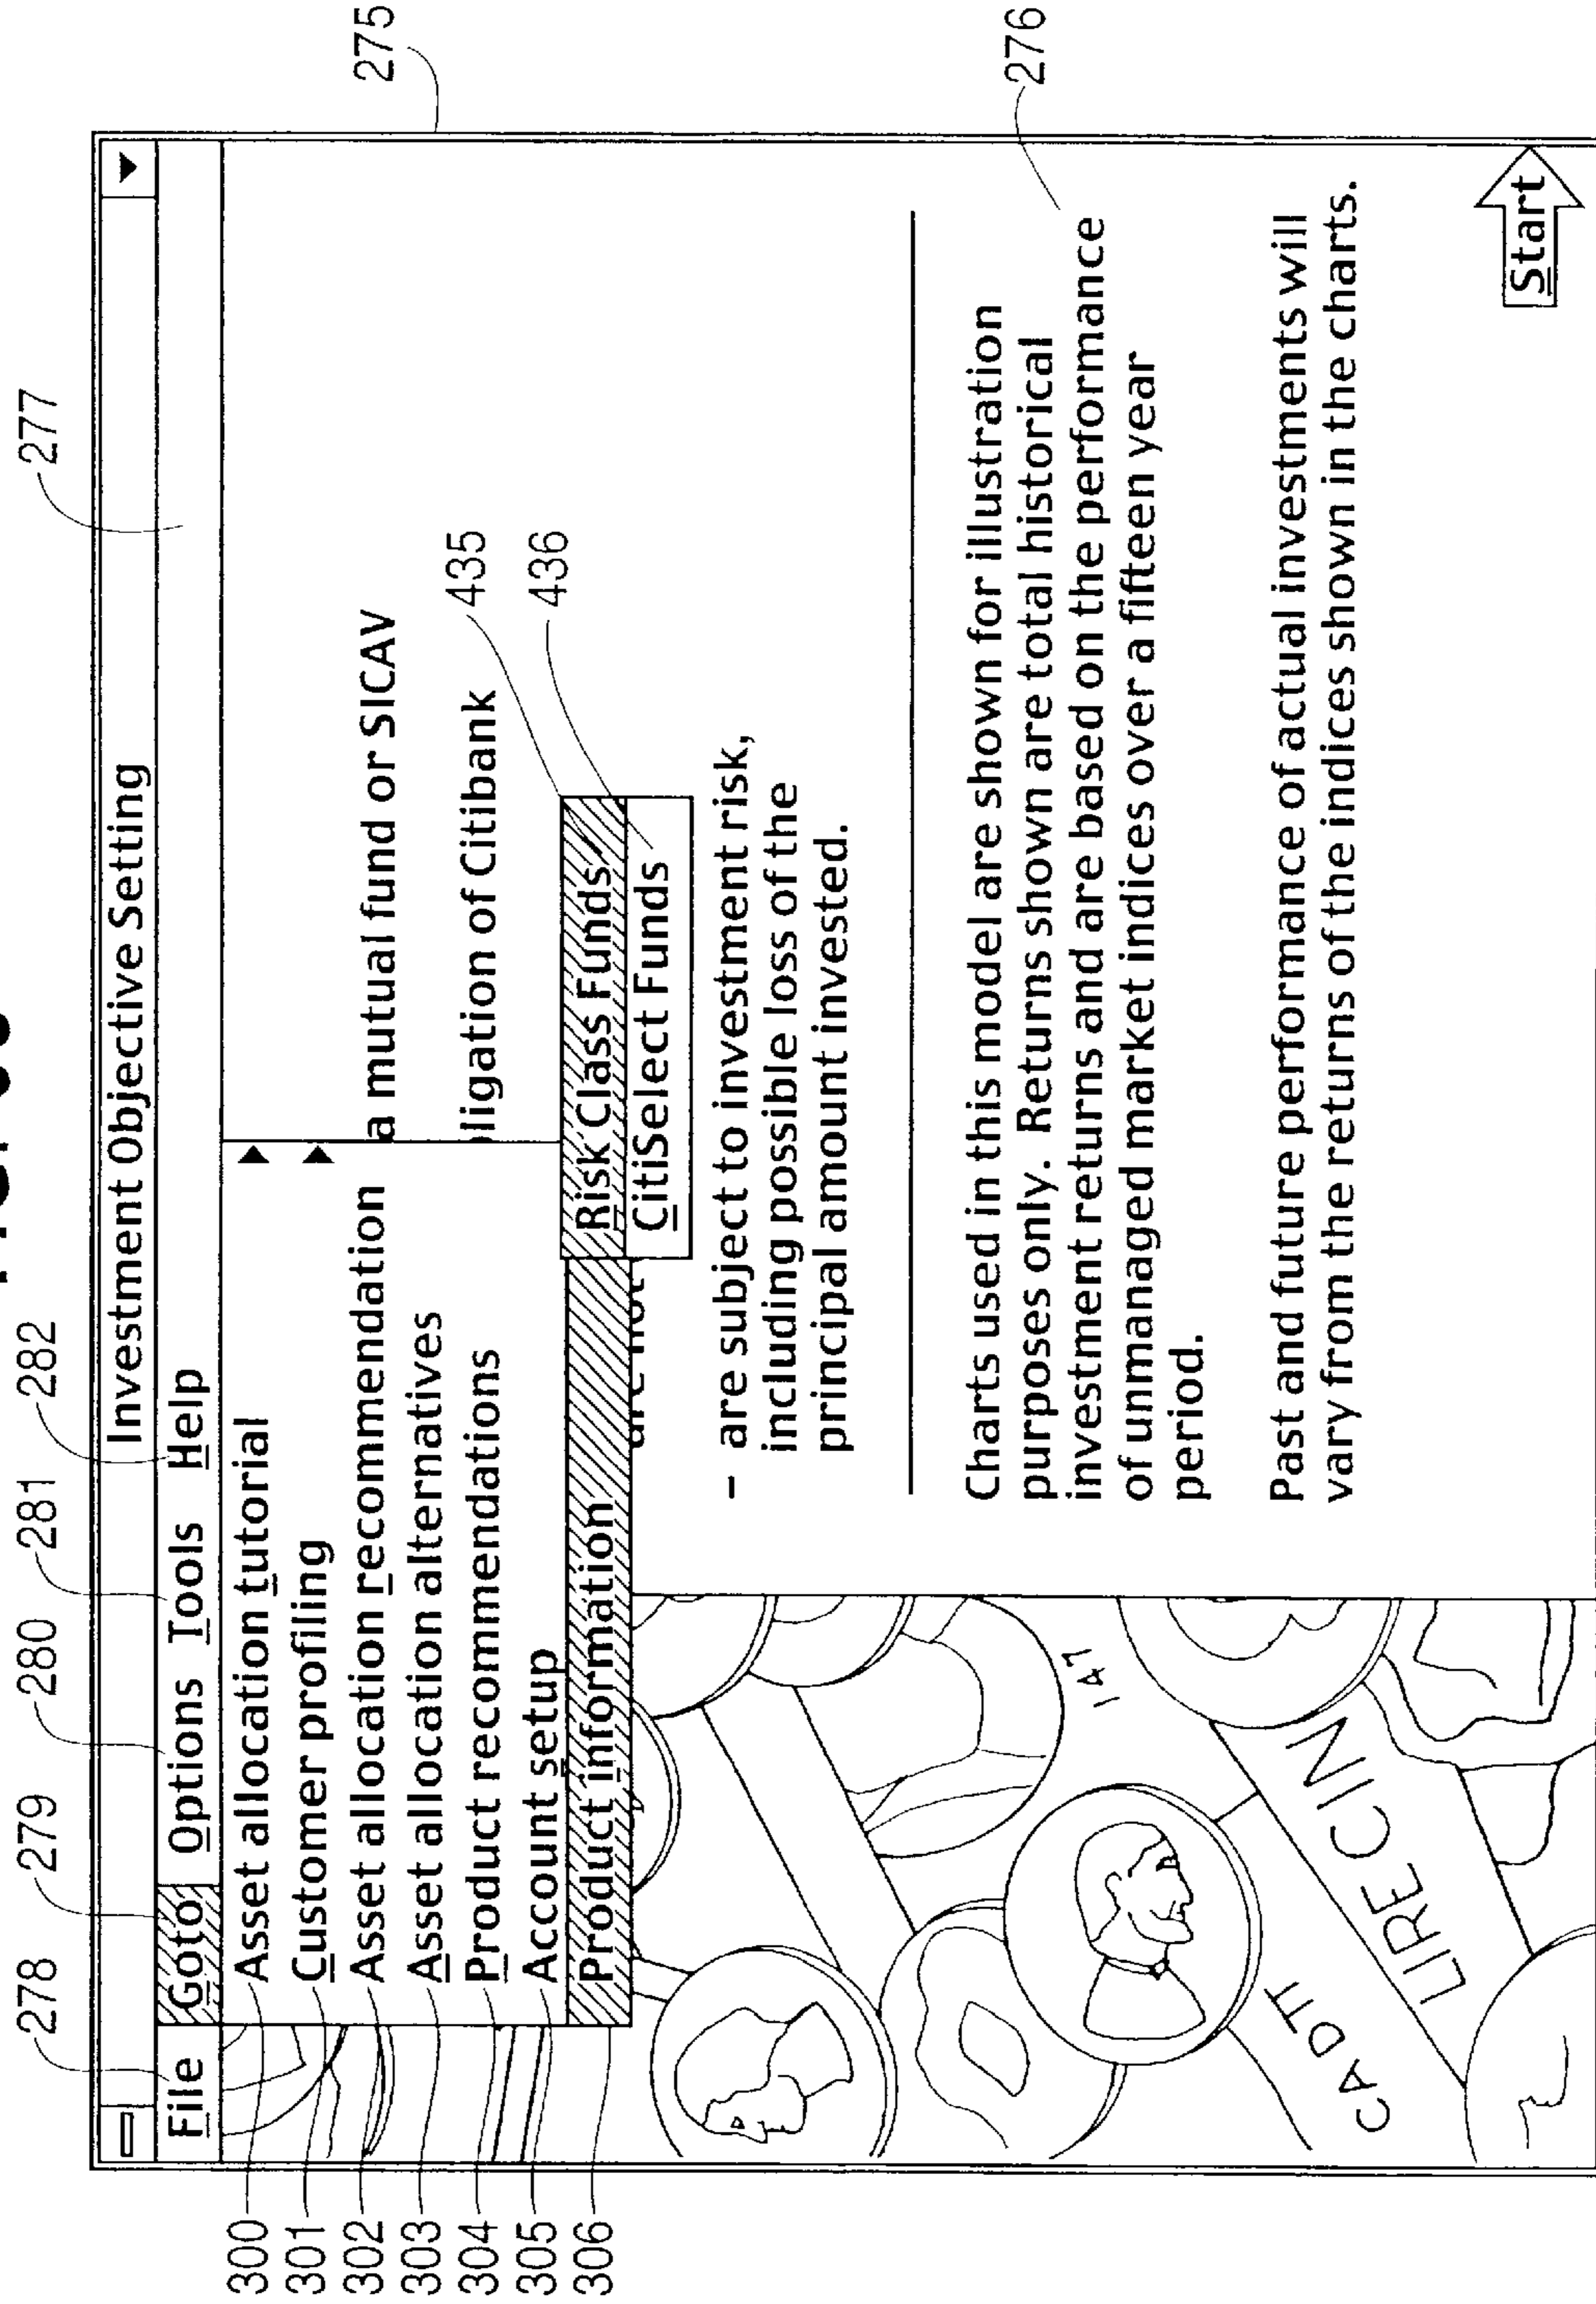 277
278 279 280 281 282
Investment Objective Setting
File Goto Options Tools Help
275
300 Asset allocation tutorial
301 Customer profiling
302 Asset allocation recommendation
303 Asset allocation alternatives
304 Product recommendations
305 Account setup
306 Product information
a mutual fund or SICAV
ligation of Citibank
435
436
Risk Class Funds
CitiSelect Funds
are not
– are subject to investment risk,
including possible loss of the
principal amount invested.
276
Charts used in this model are shown for illustration
purposes only. Returns shown are total historical
investment returns and are based on the performance
of unmanaged market indices over a fifteen year
period.
Past and future performance of actual investments will
vary from the returns of the indices shown in the charts.
Start
CADTI
LIRECIN